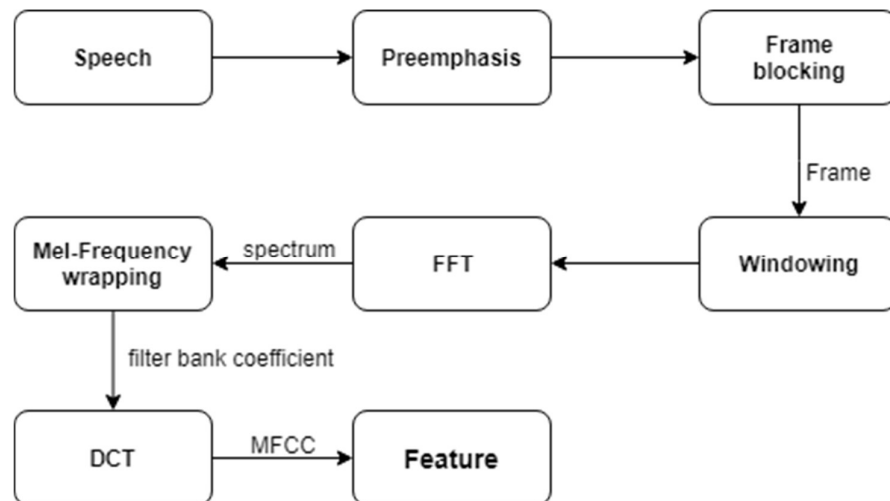 Speech
Preemphasis
Frame
blocking
Frame
Windowing
FFT
spectrum
Mel-Frequency
wrapping
filter bank coefficient
DCT
MFCC
Feature